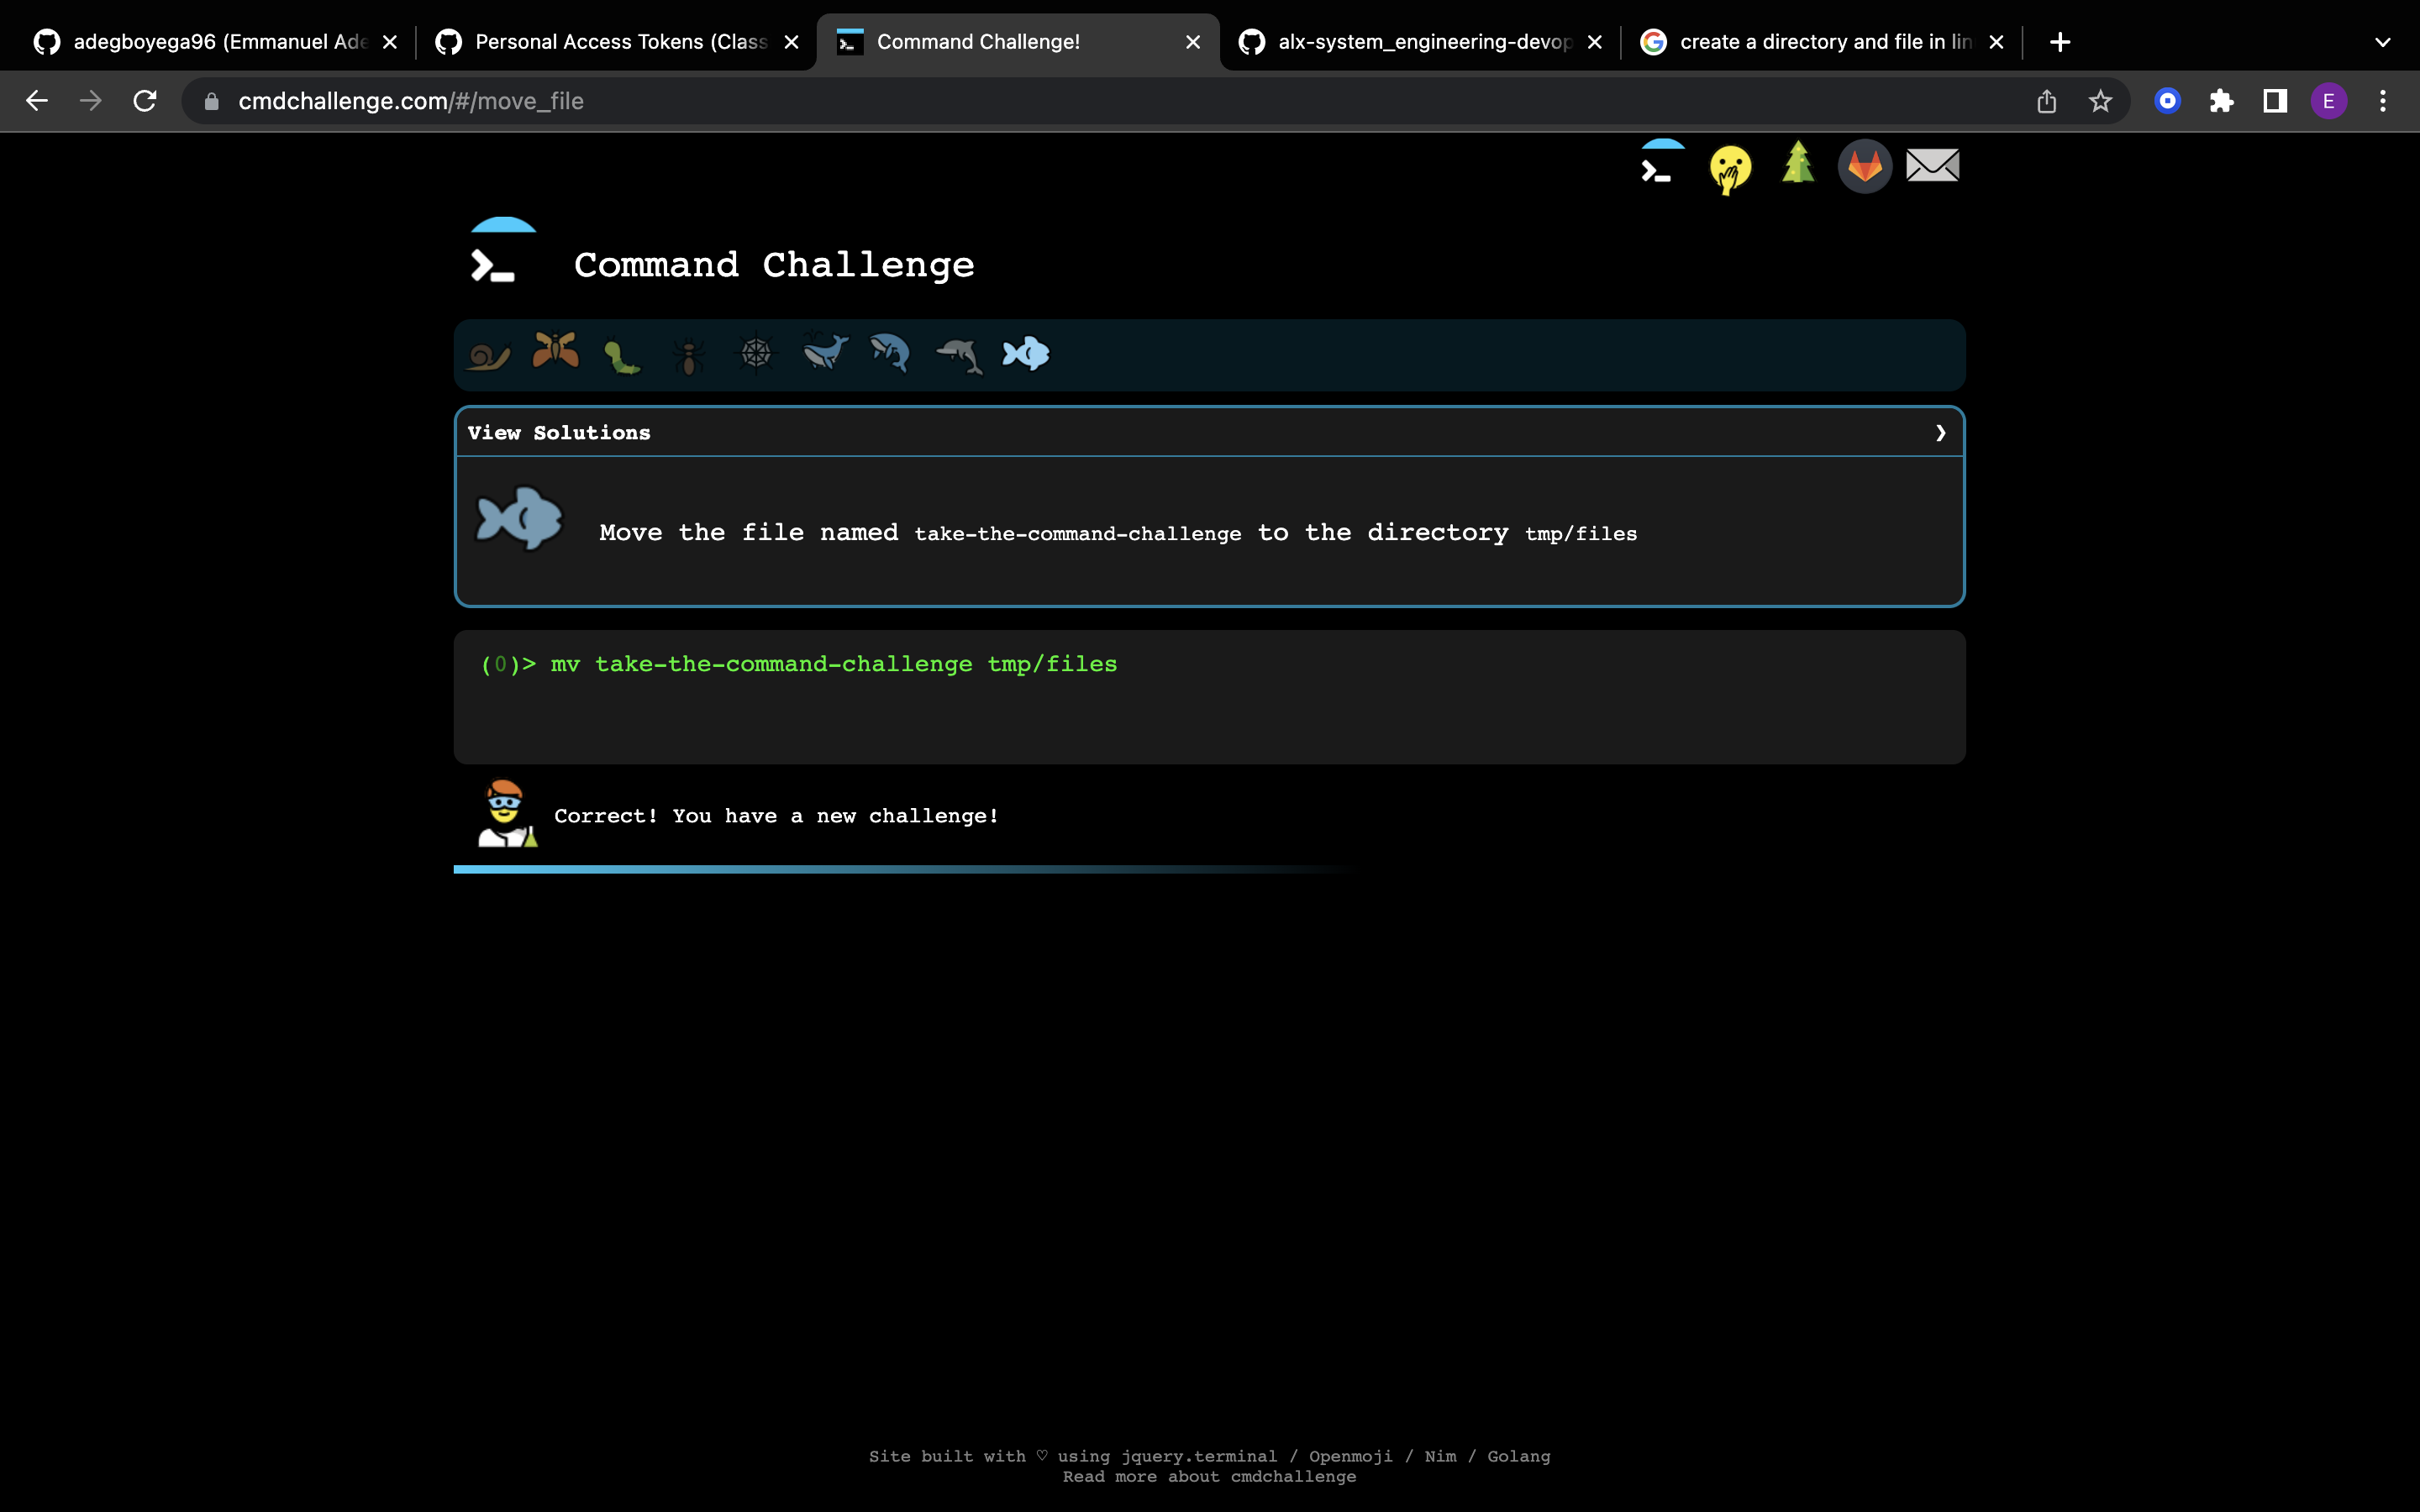 adegboyega96 (Emmanuel Ade
Personal Access Tokens (Class
Command Challenge!
alx-system_engineering-devop
create a directory and file in lin
cmdchallenge.com/#/move_file
E
Command Challenge
View Solutions
Move the file named take-the-command-challenge to the directory tmp/files
(0)> mv take-the-command-challenge tmp/files
Correct! You have a new challenge!
Site built with ♡ using jquery.terminal / Openmoji / Nim / Golang
Read more about cmdchallenge